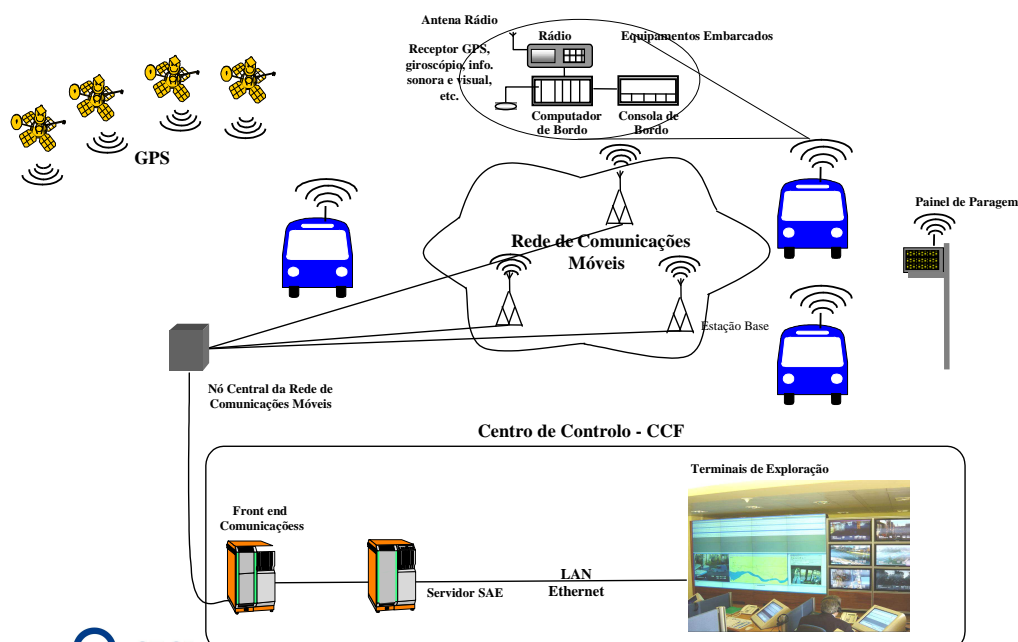 Antena Rádio
Rádio
Equipamentos Embarcados
Receptor GPS,
giroscópio, info.
sonora e visual,
etc.
Computador
de Bordo
Consola de
Bordo
GPS
Painel de Paragem
Rede de Comunicações
Móveis
Estação Base
Nó Central da Rede de
Comunicações Móveis
Centro de Controlo - CCF
Terminais de Exploração
Front end
Comunicaçõess
Servidor SAE
LAN
Ethernet